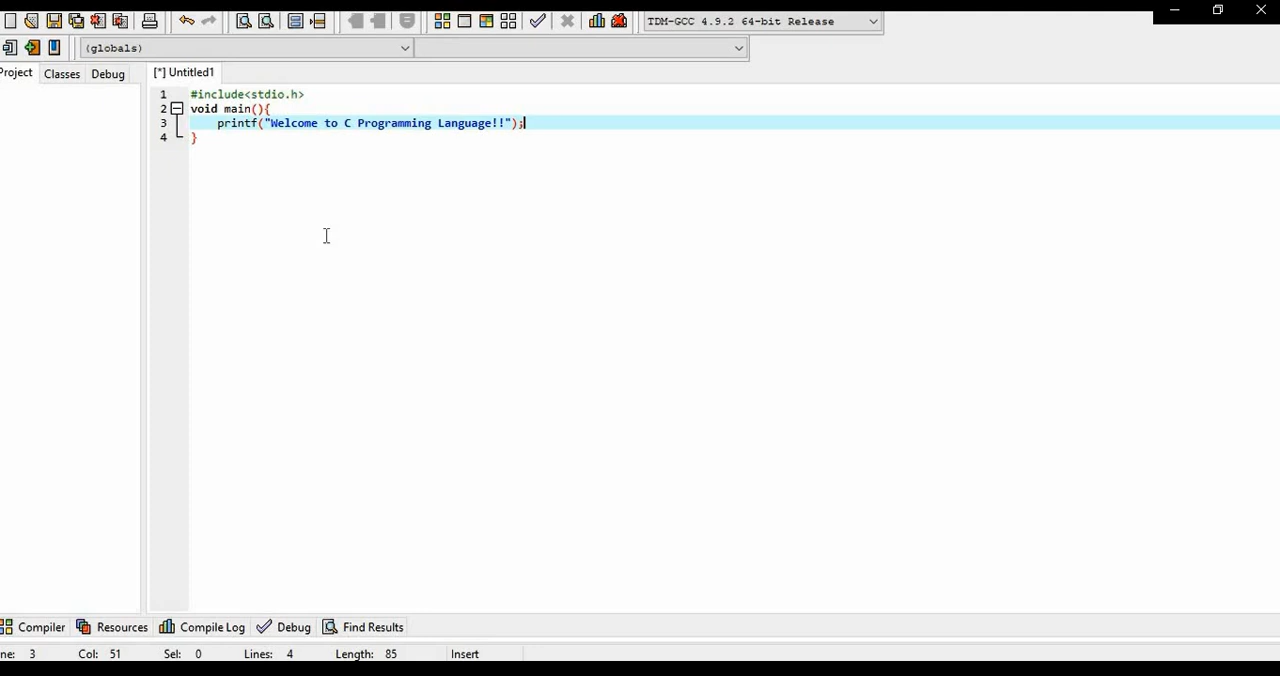 TDM-GCC 4.9.2 64-bit Release
(globals)
Project Classes Debug [*] Untitled1
1 #include<stdio.h>
2 void main(){
3 printf("Welcome to C Programming Language!!");
4 }
Compiler Resources Compile Log Debug Find Results
ne: 3 Col: 51 Sel: 0 Lines: 4 Length: 85 Insert